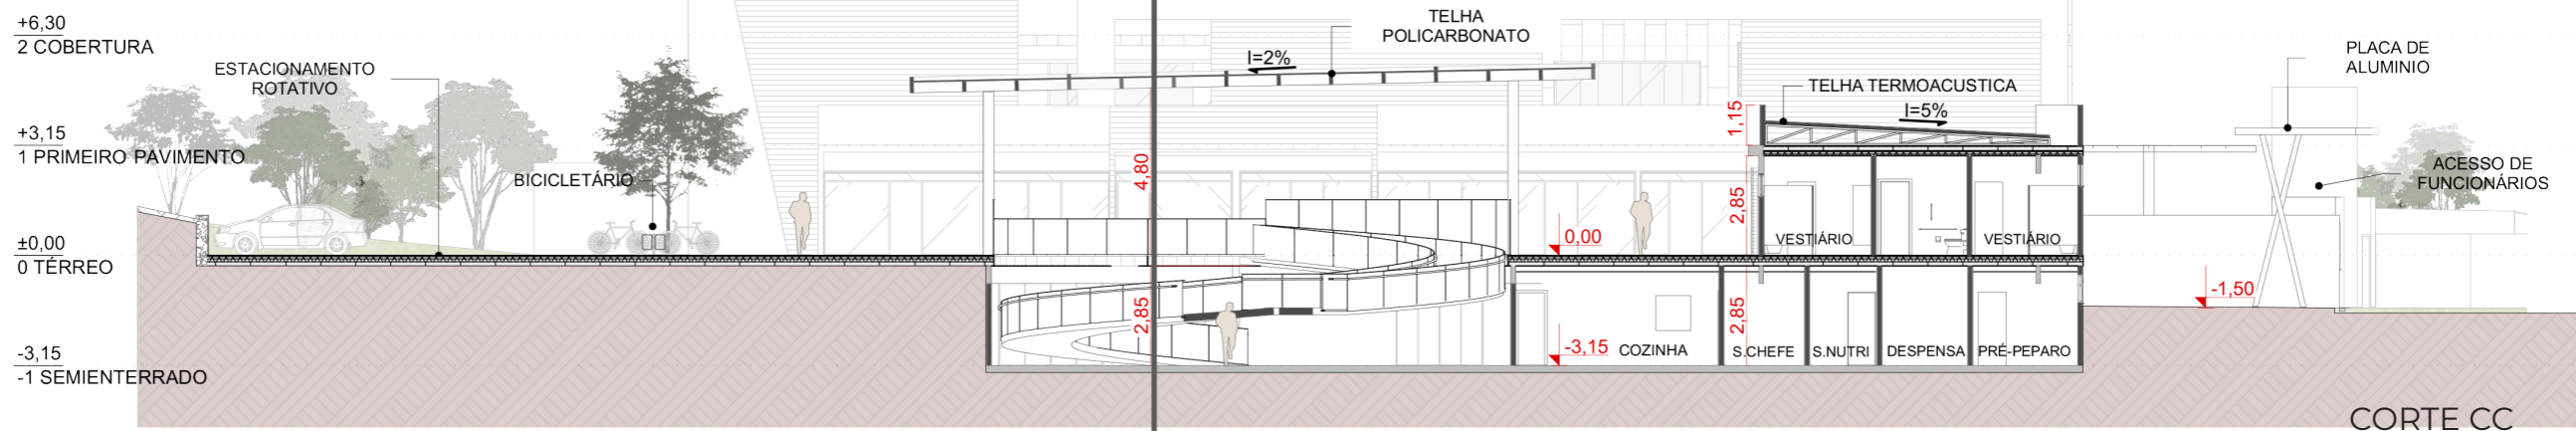 +6,30
2 COBERTURA
+3,15
1 PRIMEIRO PAVIMENTO
±0,00
0 TÉRREO
-3,15
-1 SEMIENTERRADO
ESTACIONAMENTO
ROTATIVO
BICICLETÁRIO
TELHA
POLICARBONATO
I=2%
4,80
2,85
TELHA TERMOACUSTICA
I=5%
1,15
2,85
2,85
0,00
-3,15
VESTIÁRIO
VESTIÁRIO
COZINHA
S.CHEFE
S.NUTRI
DESPENSA
PRÉ-PEPARO
PLACA DE
ALUMINIO
ACESSO DE
FUNCIONÁRIOS
-1,50
CORTE CC